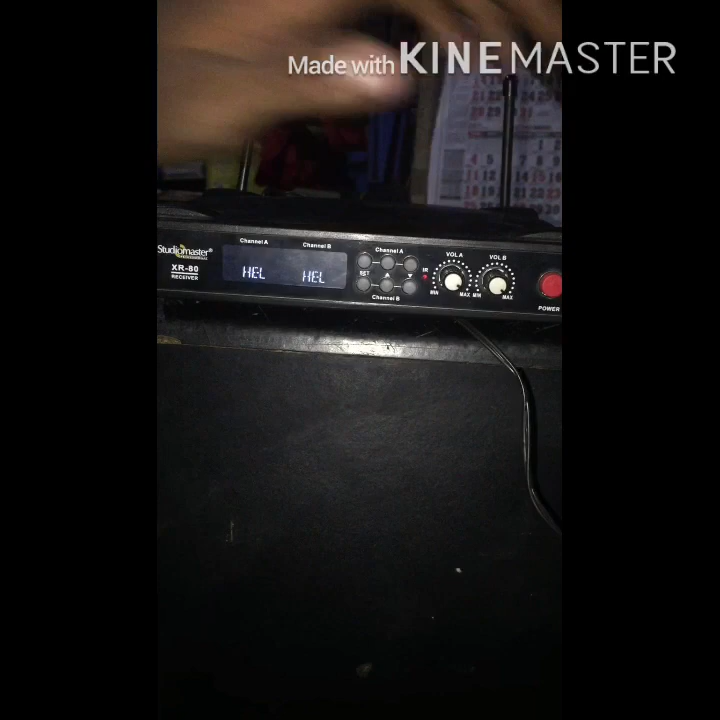 Made with KINEMASTER
Studiomaster®
PROFESSIONAL
XR-80
RECEIVER
Channel A
Channel B
HEL
HEL
Channel A
SET
Channel B
IR
VOL A
MIN
MAX
VOL B
MIN
MAX
POWER